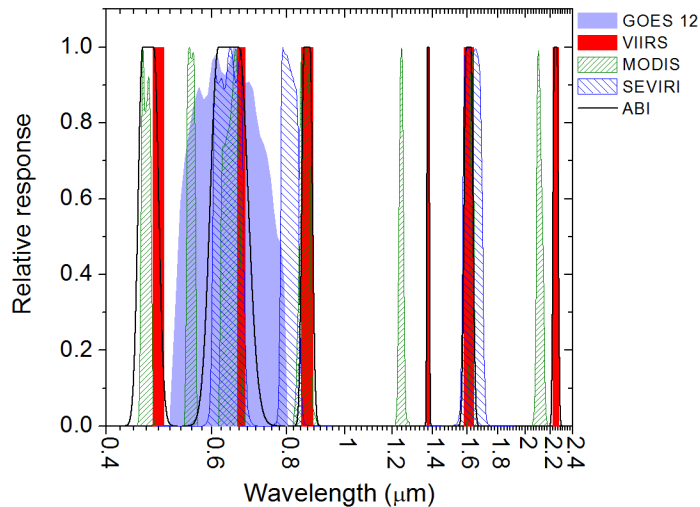 GOES 12
VIIRS
MODIS
SEVIRI
ABI
1.0
0.8
0.6
0.4
0.2
0.0
Relative response
0.4
0.6
0.8
1
1.2
1.4
1.6
1.8
2
2.2
2.4
Wavelength (μm)